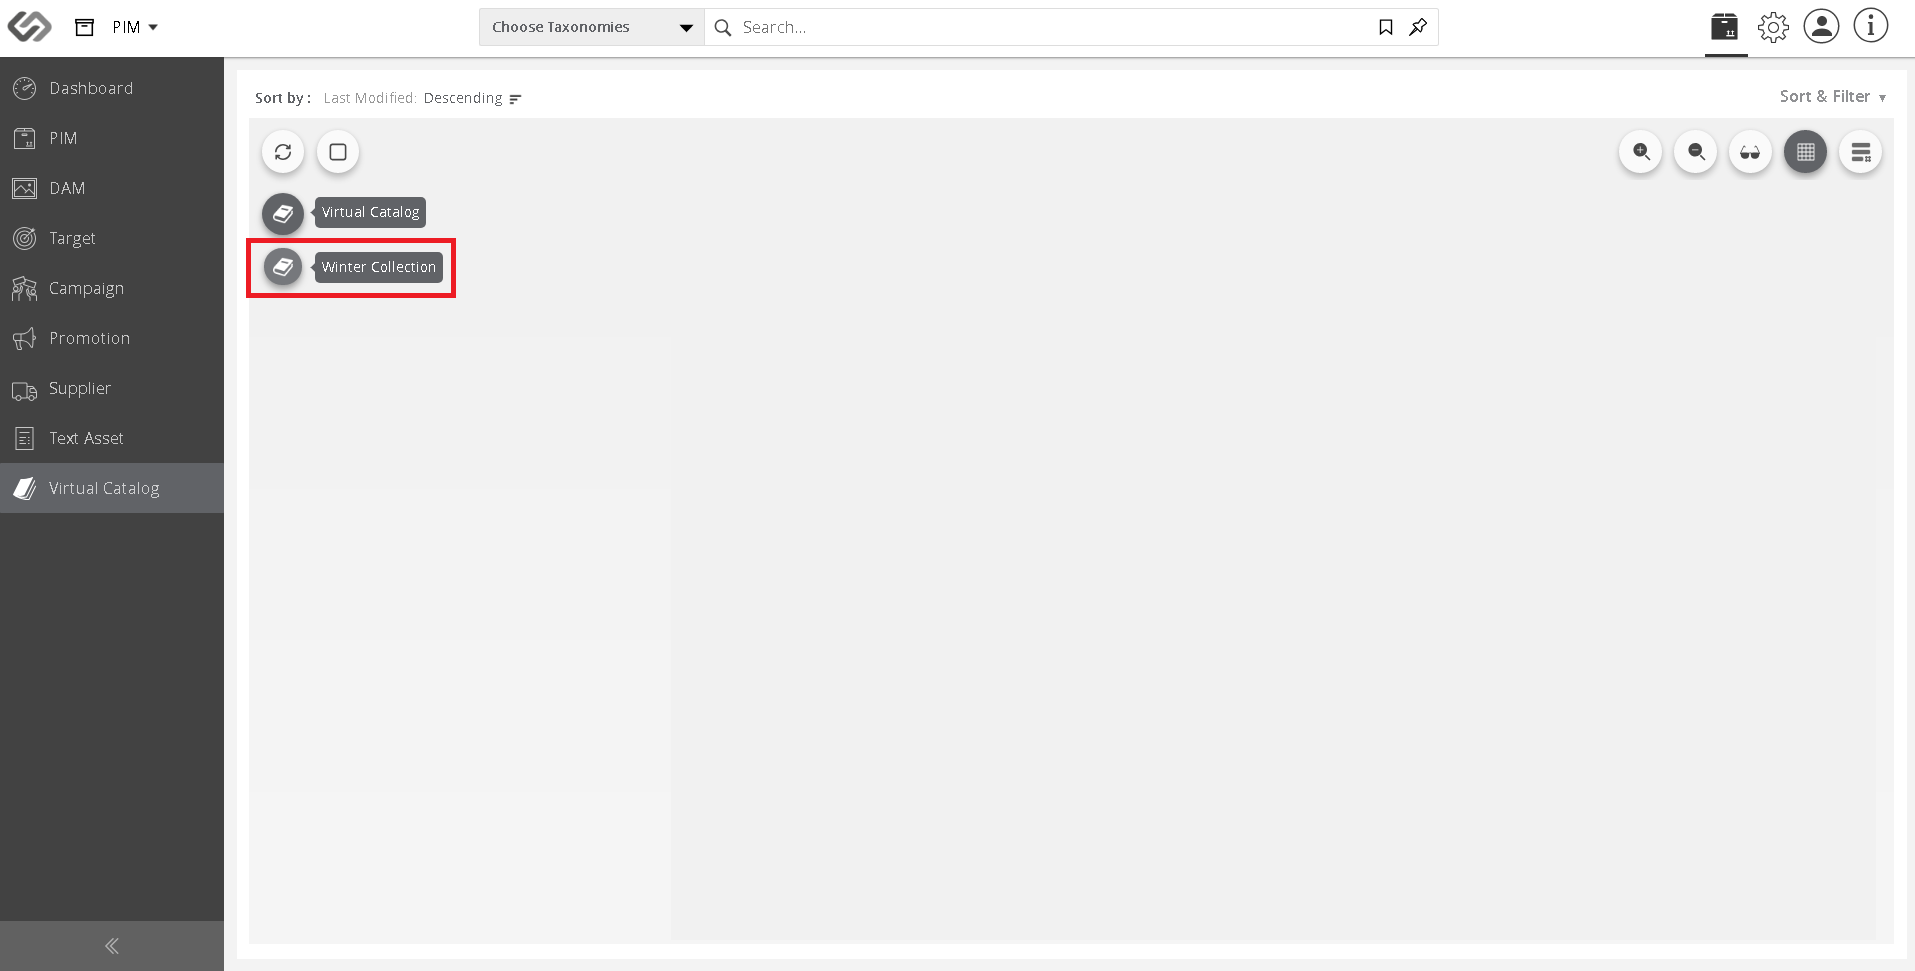 PIM
Choose Taxonomies
Search...
Dashboard
PIM
DAM
Target
Campaign
Promotion
Supplier
Text Asset
Virtual Catalog
Sort by : Last Modified: Descending
Sort & Filter
Virtual Catalog
Winter Collection